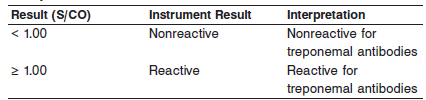 Result (S/CO) Instrument Result Interpretation
< 1.00 Nonreactive Nonreactive for
treponemal antibodies
≥ 1.00 Reactive Reactive for
treponemal antibodies